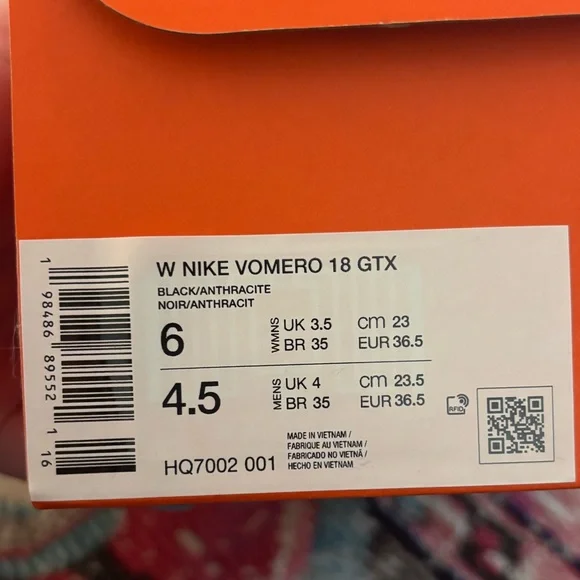 W NIKE VOMERO 18 GTX
BLACK/ANTHRACITE
NOIR/ANTHRACIT
6 WMNS UK 3.5 CM 23
BR 35 EUR 36.5
4.5 MENS UK 4 CM 23.5
BR 35 EUR 36.5
RFID
MADE IN VIETNAM /
FABRIQUE AU VIETNAM /
FABRICADO NO VIETNÃ /
HECHO EN VIETNAM
HQ7002 001
1 98486 89552 1 16